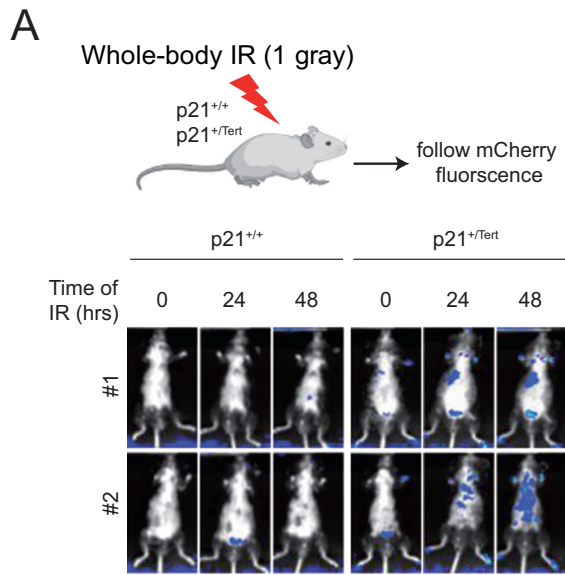 A
Whole-body IR (1 gray)
p21+/+
p21+/Tert
follow mCherry
fluorscence
p21+/+ p21+/Tert
Time of
IR (hrs) 0 24 48 0 24 48
#1
#2